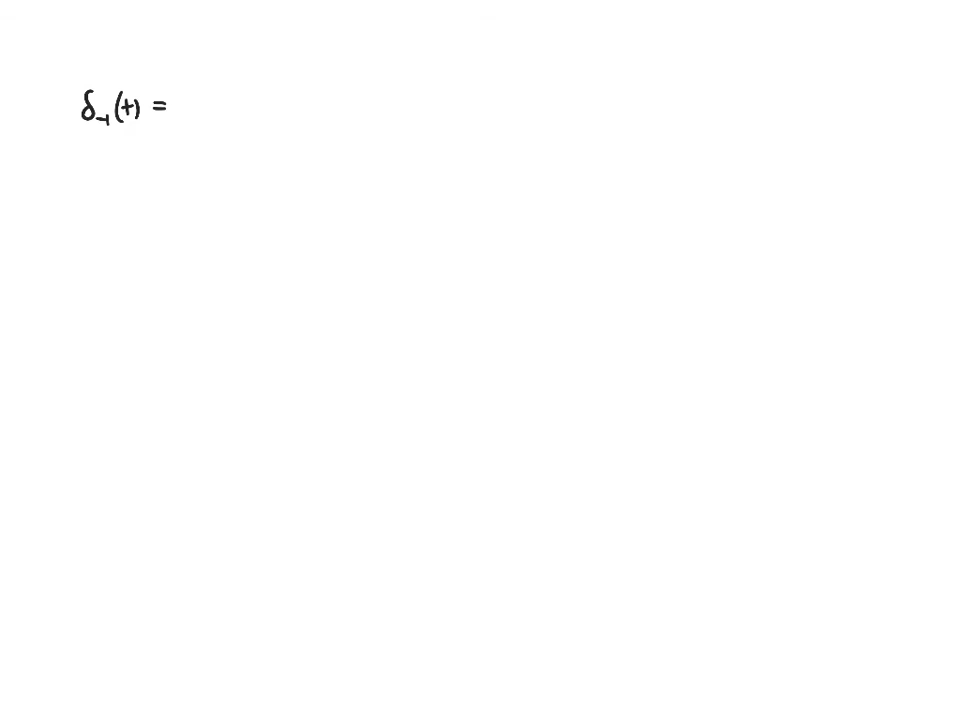 δ₋₁(t) =